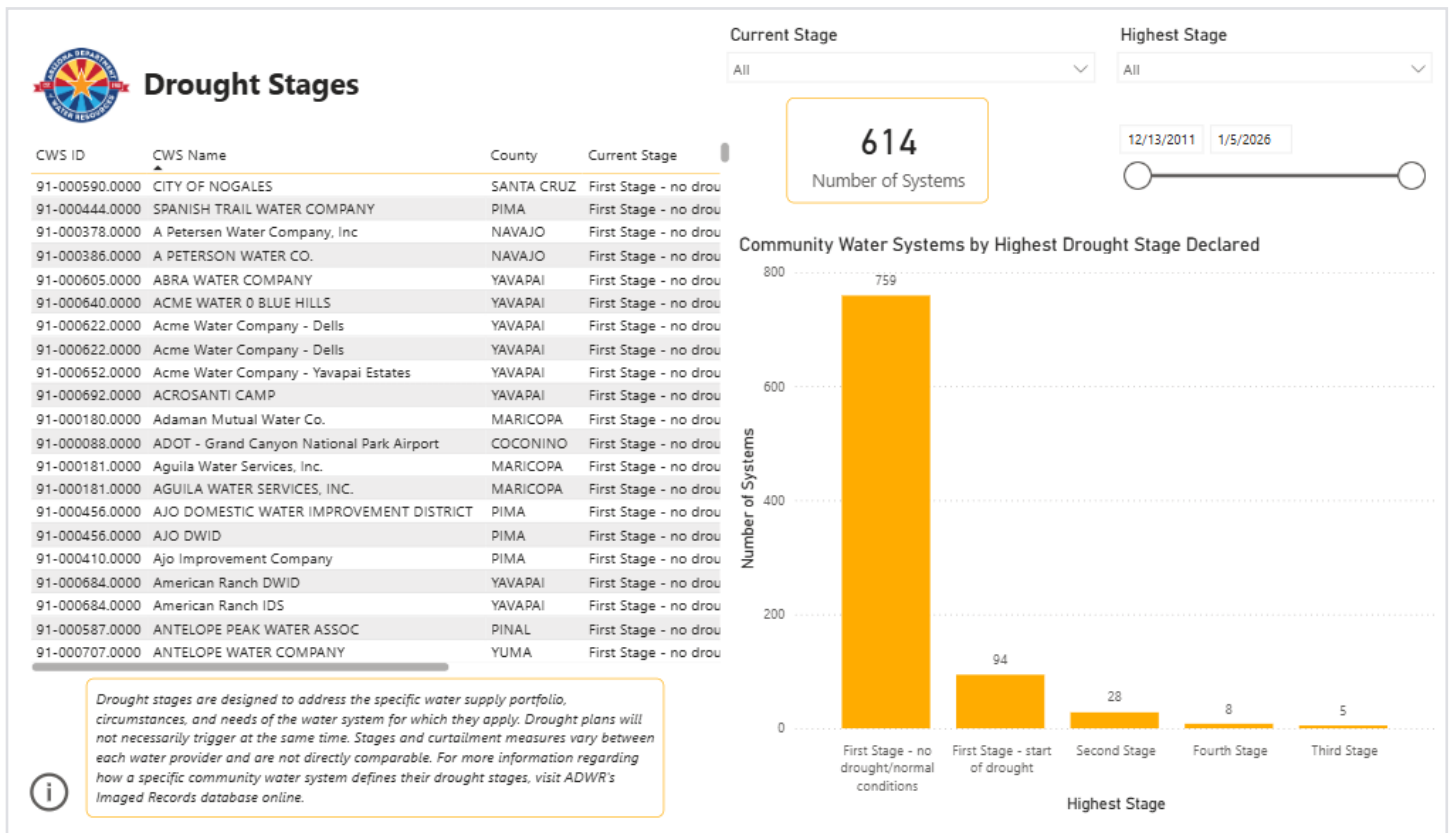 ARIZONA DEPARTMENT
OF WATER RESOURCES
Drought Stages
Current Stage
All
Highest Stage
All
614
Number of Systems
12/13/2011 1/5/2026
CWS ID CWS Name County Current Stage
91-000590.0000 CITY OF NOGALES SANTA CRUZ First Stage - no drou
91-000444.0000 SPANISH TRAIL WATER COMPANY PIMA First Stage - no drou
91-000378.0000 A Petersen Water Company, Inc NAVAJO First Stage - no drou
91-000386.0000 A PETERSON WATER CO. NAVAJO First Stage - no drou
91-000605.0000 ABRA WATER COMPANY YAVAPAI First Stage - no drou
91-000640.0000 ACME WATER 0 BLUE HILLS YAVAPAI First Stage - no drou
91-000622.0000 Acme Water Company - Dells YAVAPAI First Stage - no drou
91-000622.0000 Acme Water Company - Dells YAVAPAI First Stage - no drou
91-000652.0000 Acme Water Company - Yavapai Estates YAVAPAI First Stage - no drou
91-000692.0000 ACROSANTI CAMP YAVAPAI First Stage - no drou
91-000180.0000 Adaman Mutual Water Co. MARICOPA First Stage - no drou
91-000088.0000 ADOT - Grand Canyon National Park Airport COCONINO First Stage - no drou
91-000181.0000 Aguila Water Services, Inc. MARICOPA First Stage - no drou
91-000181.0000 AGUILA WATER SERVICES, INC. MARICOPA First Stage - no drou
91-000456.0000 AJO DOMESTIC WATER IMPROVEMENT DISTRICT PIMA First Stage - no drou
91-000456.0000 AJO DWID PIMA First Stage - no drou
91-000410.0000 Ajo Improvement Company PIMA First Stage - no drou
91-000684.0000 American Ranch DWID YAVAPAI First Stage - no drou
91-000684.0000 American Ranch IDS YAVAPAI First Stage - no drou
91-000587.0000 ANTELOPE PEAK WATER ASSOC PINAL First Stage - no drou
91-000707.0000 ANTELOPE WATER COMPANY YUMA First Stage - no drou
Drought stages are designed to address the specific water supply portfolio,
circumstances, and needs of the water system for which they apply. Drought plans will
not necessarily trigger at the same time. Stages and curtailment measures vary between
each water provider and are not directly comparable. For more information regarding
how a specific community water system defines their drought stages, visit ADWR's
Imaged Records database online.
Community Water Systems by Highest Drought Stage Declared
Number of Systems
800
600
400
200
0
759
94
28
8
5
First Stage - no
drought/normal
conditions
First Stage - start
of drought
Second Stage
Fourth Stage
Third Stage
Highest Stage